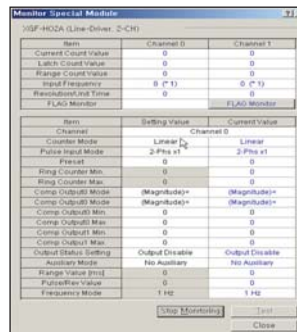 Monitor Special Module
XGF-HO2A (Line-Driver, 2-CH)
Item Channel 0 Channel 1
Current Count Value 0 0
Latch Count Value 0 0
Range Count Value 0 0
Input Frequency 0 (* 1) 0 (* 1)
Resolution/Unit Time 0 0
FLAG Monitor FLAG Monitor
Item Setting Value Current Value
Channel Channel 0
Counter Mode Linear Linear
Pulse Input Mode 2-Phs x1 2-Phs x1
Preset 0 0
Ring Counter Min. 0 0
Ring Counter Max. 0 0
Comp Output0 Mode (Magnitude)< (Magnitude)<
Comp Output0 Mode (Magnitude)< (Magnitude)<
Comp Output0 Min 0 0
Comp Output0 Max 0 0
Comp Output1 Min 0 0
Comp Output1 Max 0 0
Output Status Setting Output Disable Output Disable
Auxiliary Mode No Auxiliary No Auxiliary
Range Value [ms] 0 0
Pulse/Rev Value 0 0
Frequency Mode 1 Hz 1 Hz
Stop Monitoring Test
Close